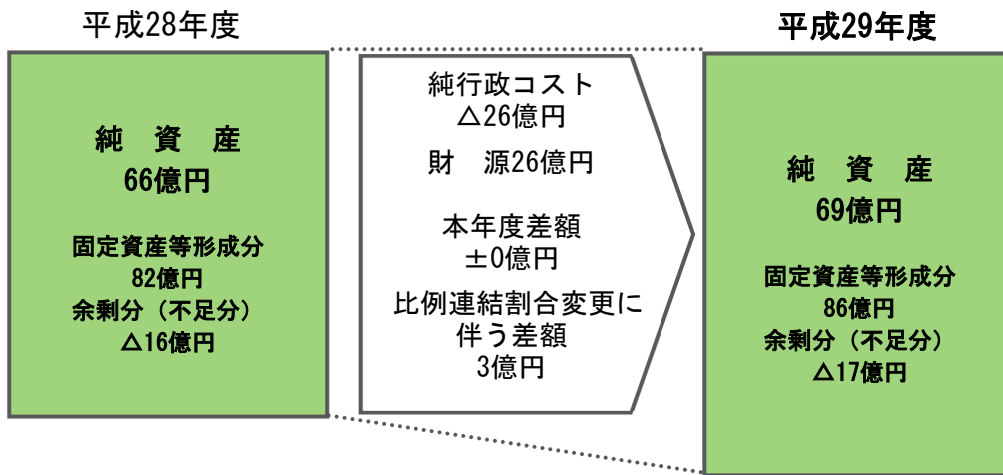 平成28年度
純　資　産
66億円
固定資産等形成分
82億円
余剰分（不足分）
△16億円
純行政コスト
△26億円
財　源26億円
本年度差額
±0億円
比例連結割合変更に
伴う差額
3億円
平成29年度
純　資　産
69億円
固定資産等形成分
86億円
余剰分（不足分）
△17億円